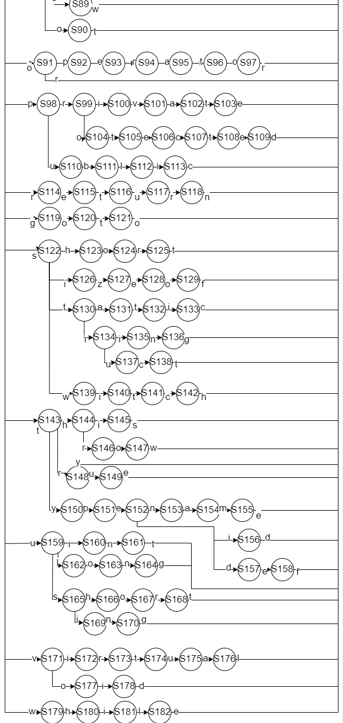 S89 w
o S90 t
o S91 p S92 e S93 r S94 a S95 t S96 o S97 r
r
p S98 r S99 i S100 v S101 a S102 t S103 e
o S104 t S105 e S106 c S107 t S108 e S109 d
u S110 b S111 l S112 i S113 c
r S114 e S115 t S116 u S117 r S118 n
g S119 o S120 t S121 o
s S122 h S123 o S124 r S125 t
i S126 z S127 e S128 o S129 f
t S130 a S131 t S132 i S133 c
r S134 i S135 n S136 g
u S137 c S138 t
w S139 i S140 t S141 c S142 h
t S143 h S144 i S145 s
r S146 o S147 w
y
r S148 u S149 e
y S150 p S151 e S152 n S153 a S154 m S155 e
i S156 d
d S157 e S158 f
u S159 i S160 n S161 t
S162 o S163 n S164 g
s S165 h S166 o S167 r S168 t
i S169 n S170 g
v S171 i S172 r S173 t S174 u S175 a S176 l
o S177 i S178 d
w S179 h S180 i S181 l S182 e